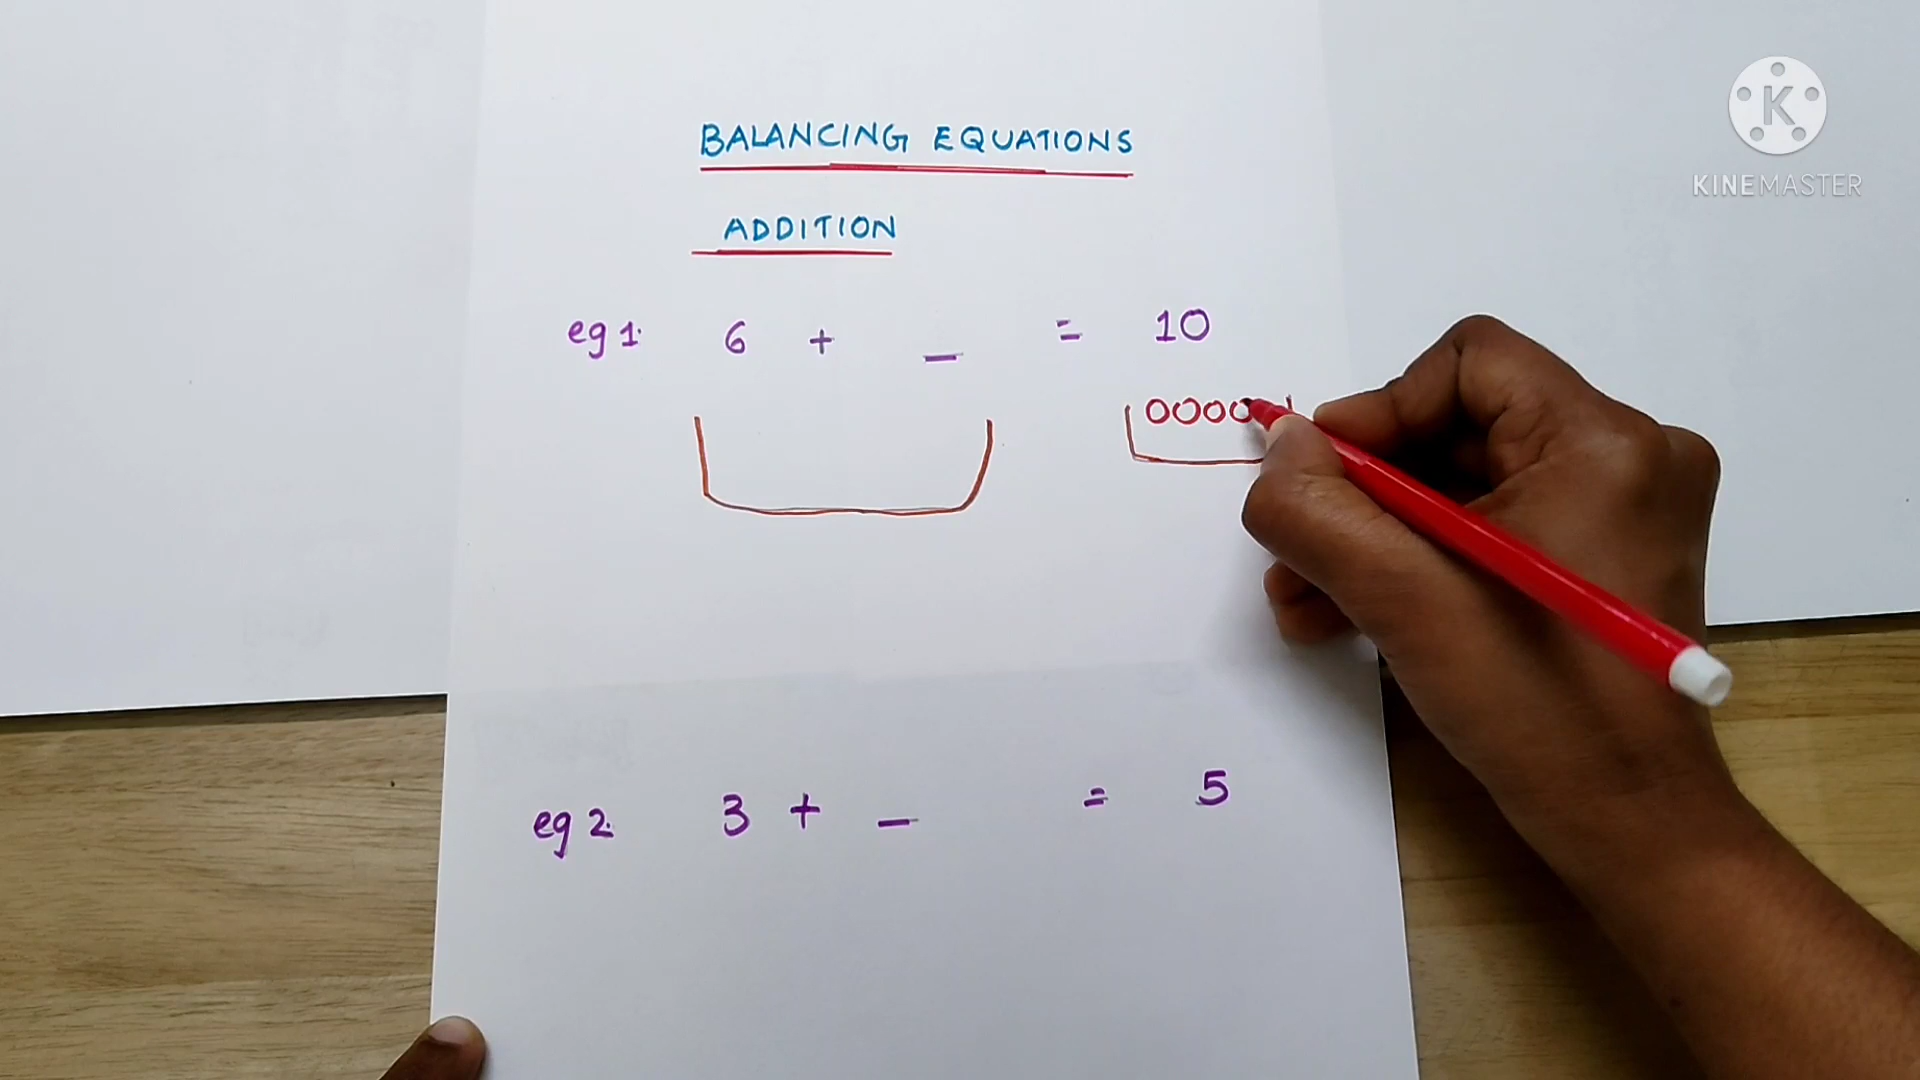 BALANCING EQUATIONS
ADDITION
eg 1. 6 + _ = 10
eg 2. 3 + _ = 5
KINEMASTER